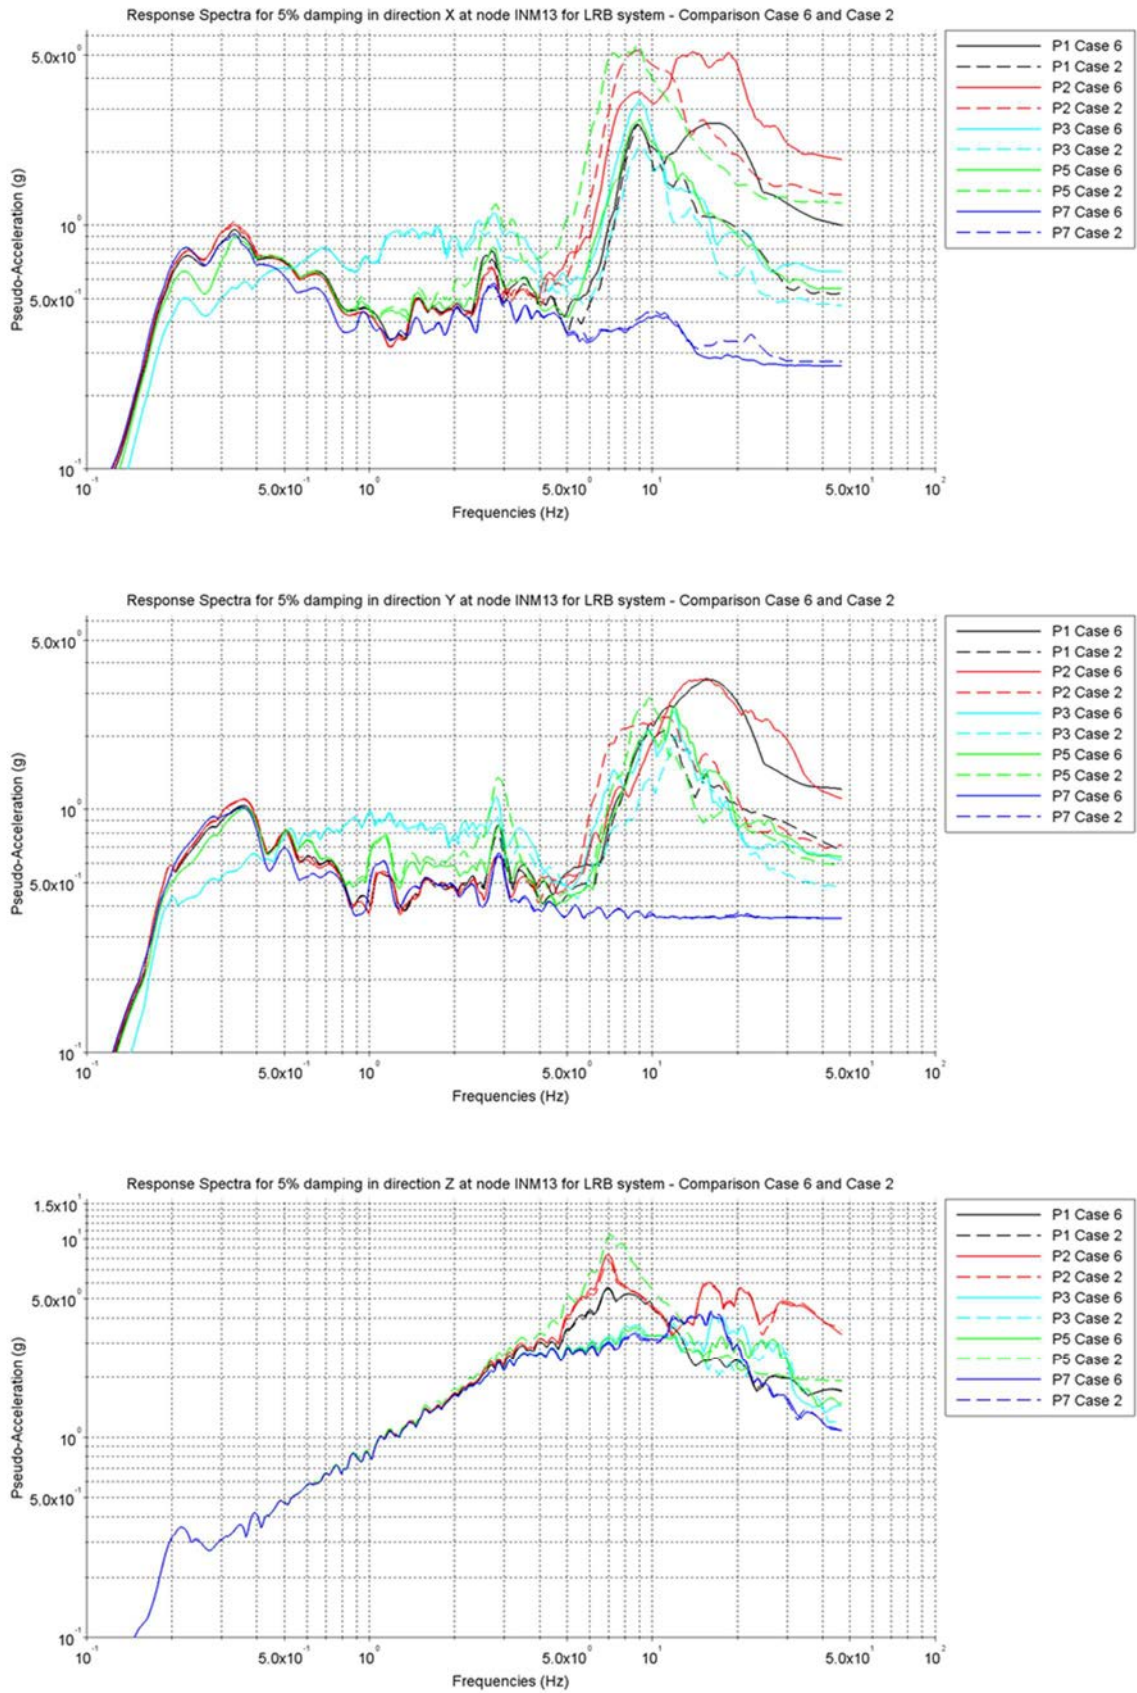 Response Spectra for 5% damping in direction X at node INM13 for LRB system - Comparison Case 6 and Case 2
5.0x10⁰
10⁰
5.0x10⁻¹
10⁻¹
Pseudo-Acceleration (g)
10⁻¹ 5.0x10⁻¹ 10⁰ 5.0x10⁰ 10¹ 5.0x10¹ 10²
Frequencies (Hz)
P1 Case 6
P1 Case 2
P2 Case 6
P2 Case 2
P3 Case 6
P3 Case 2
P5 Case 6
P5 Case 2
P7 Case 6
P7 Case 2
Response Spectra for 5% damping in direction Y at node INM13 for LRB system - Comparison Case 6 and Case 2
5.0x10⁰
10⁰
5.0x10⁻¹
10⁻¹
Pseudo-Acceleration (g)
10⁻¹ 5.0x10⁻¹ 10⁰ 5.0x10⁰ 10¹ 5.0x10¹ 10²
Frequencies (Hz)
P1 Case 6
P1 Case 2
P2 Case 6
P2 Case 2
P3 Case 6
P3 Case 2
P5 Case 6
P5 Case 2
P7 Case 6
P7 Case 2
Response Spectra for 5% damping in direction Z at node INM13 for LRB system - Comparison Case 6 and Case 2
1.5x10¹
10¹
5.0x10⁰
10⁰
5.0x10⁻¹
10⁻¹
Pseudo-Acceleration (g)
10⁻¹ 5.0x10⁻¹ 10⁰ 5.0x10⁰ 10¹ 5.0x10¹ 10²
Frequencies (Hz)
P1 Case 6
P1 Case 2
P2 Case 6
P2 Case 2
P3 Case 6
P3 Case 2
P5 Case 6
P5 Case 2
P7 Case 6
P7 Case 2